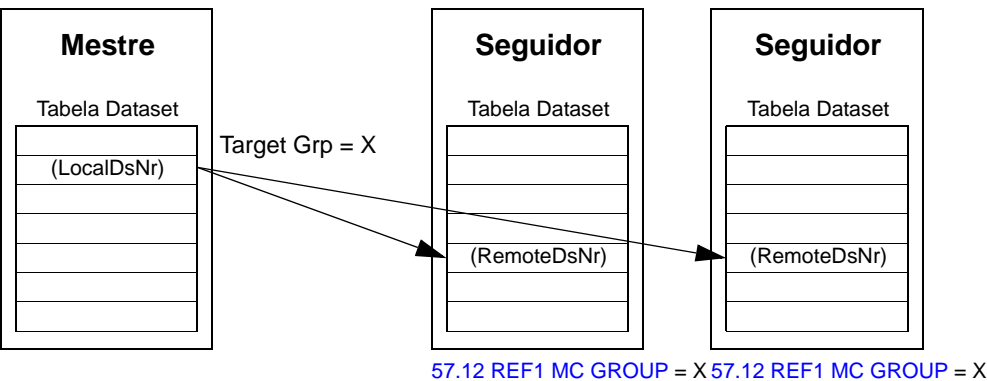 Mestre Seguidor Seguidor
Tabela Dataset Tabela Dataset Tabela Dataset
Target Grp = X
(LocalDsNr)
(RemoteDsNr) (RemoteDsNr)
57.12 REF1 MC GROUP = X 57.12 REF1 MC GROUP = X